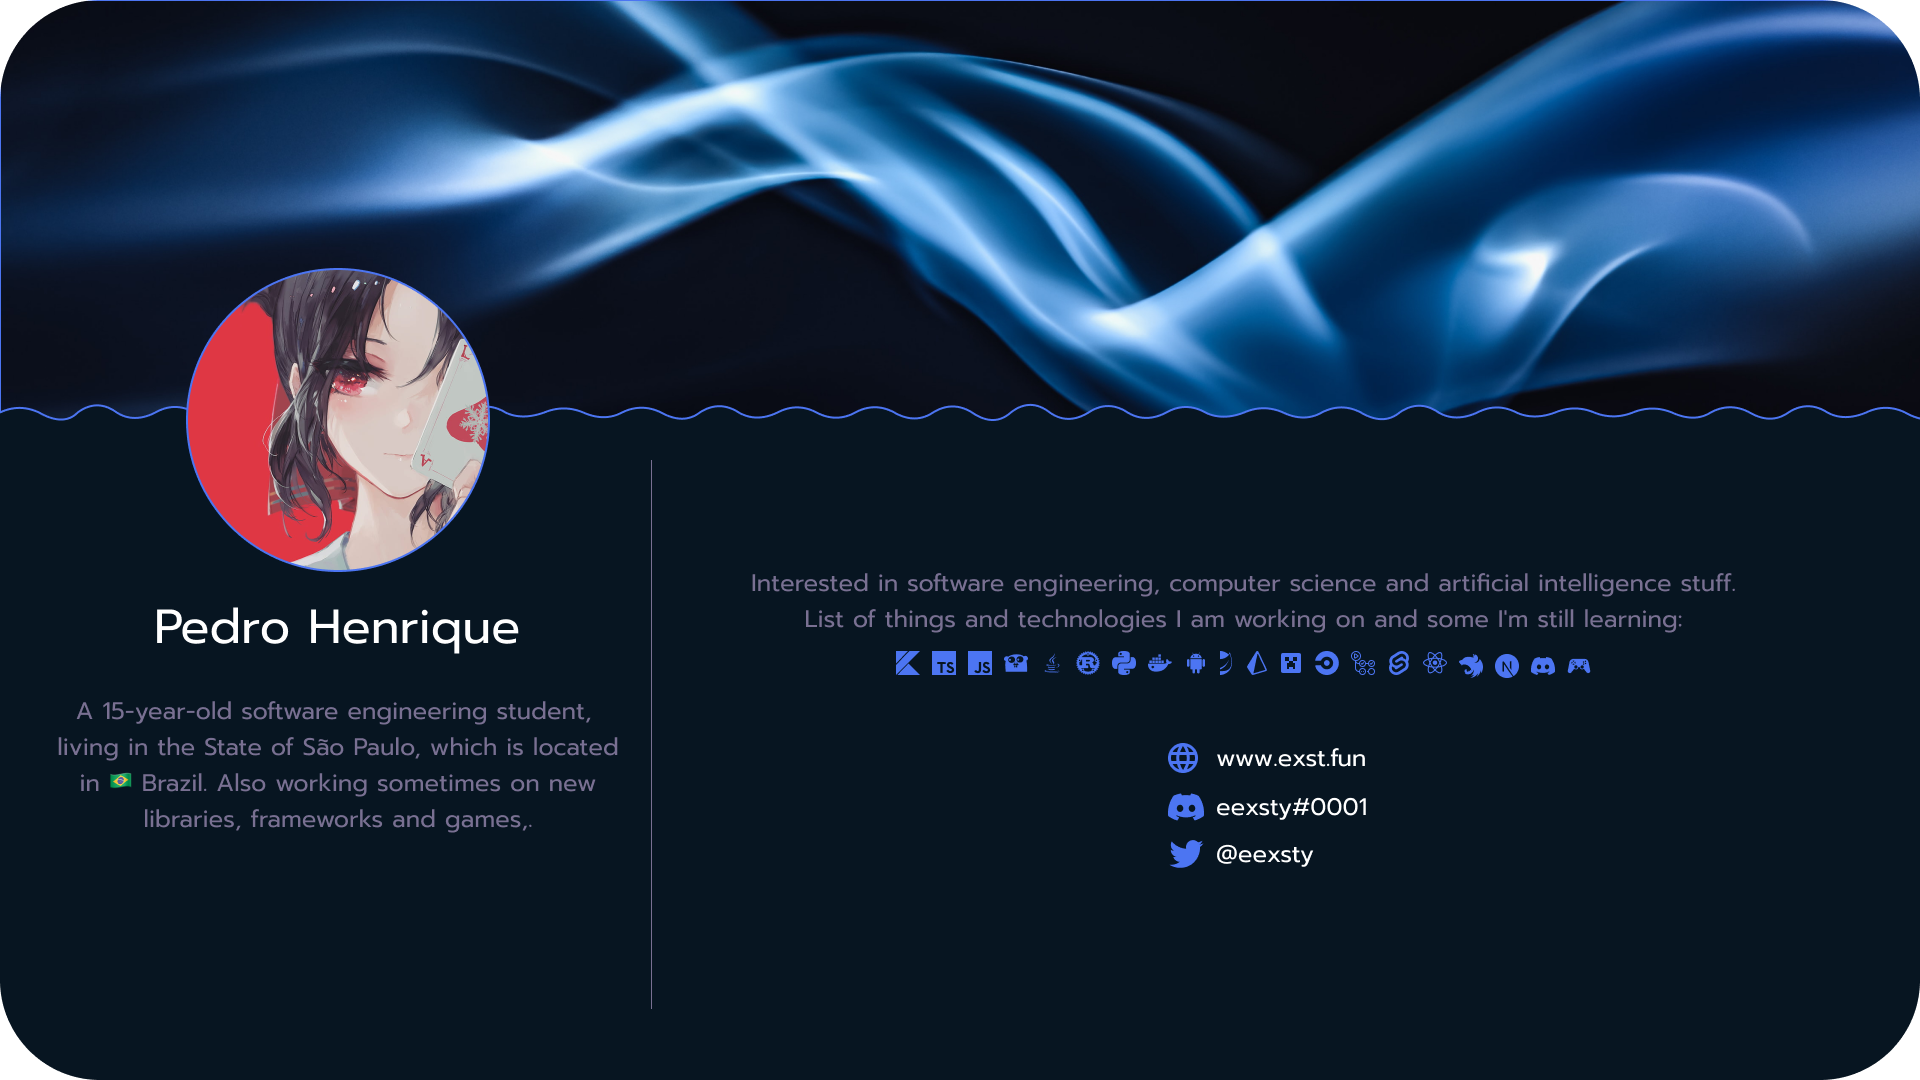 Pedro Henrique
A 15-year-old software engineering student,
living in the State of São Paulo, which is located
in 🇧🇷 Brazil. Also working sometimes on new
libraries, frameworks and games,.
Interested in software engineering, computer science and artificial intelligence stuff.
List of things and technologies I am working on and some I'm still learning:
TS JS R N
www.exst.fun
eexsty#0001
@eexsty